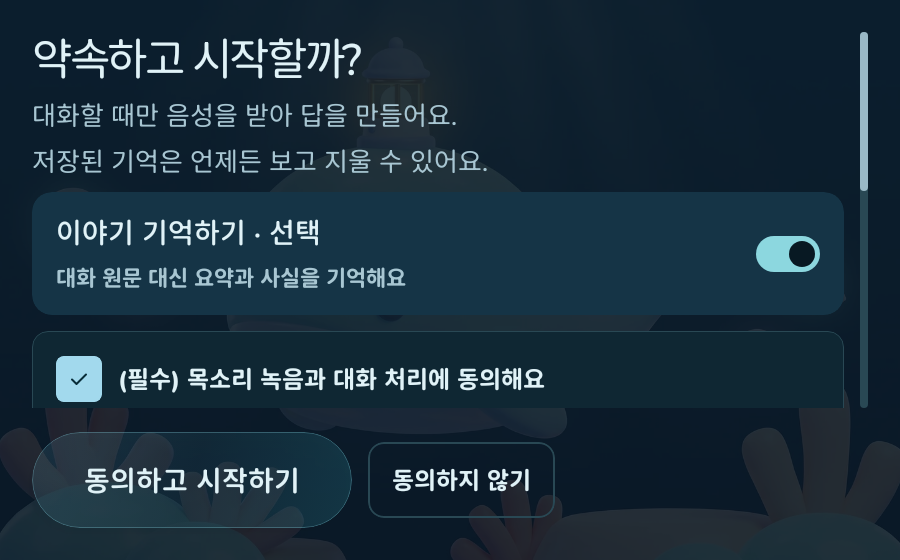 약속하고 시작할까?
대화할 때만 음성을 받아 답을 만들어요.
저장된 기억은 언제든 보고 지울 수 있어요.
이야기 기억하기 · 선택
대화 원문 대신 요약과 사실을 기억해요
(필수) 목소리 녹음과 대화 처리에 동의해요
동의하고 시작하기
동의하지 않기